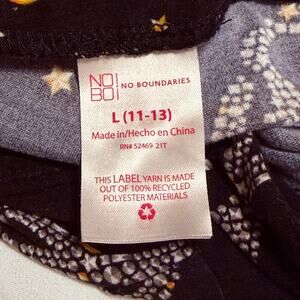 NO!
BO!
NO BOUNDARIES
L (11-13)
Made in/Hecho en China
RN# 52469 21T
THIS LABEL YARN IS MADE
OUT OF 100% RECYCLED
POLYESTER MATERIALS